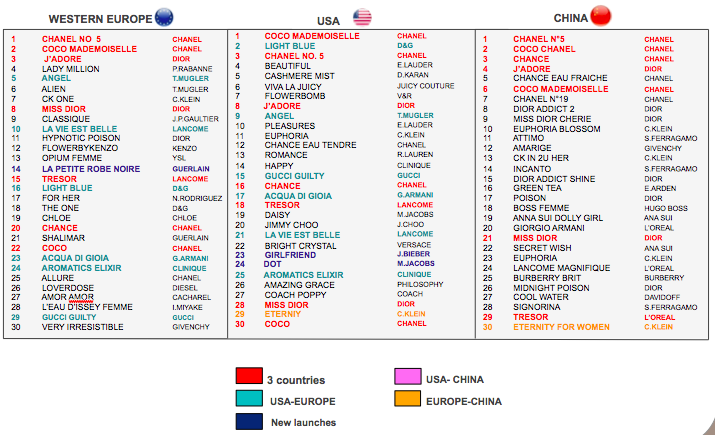 WESTERN EUROPE
1 CHANEL NO 5 CHANEL
2 COCO MADEMOISELLE CHANEL
3 J'ADORE DIOR
4 LADY MILLION P.RABANNE
5 ANGEL T.MUGLER
6 ALIEN T.MUGLER
7 CK ONE C.KLEIN
8 MISS DIOR DIOR
9 CLASSIQUE J.P.GAULTIER
10 LA VIE EST BELLE LANCOME
11 HYPNOTIC POISON DIOR
12 FLOWERBYKENZO KENZO
13 OPIUM FEMME YSL
14 LA PETITE ROBE NOIRE GUERLAIN
15 TRESOR LANCOME
16 LIGHT BLUE D&G
17 FOR HER N.RODRIGUEZ
18 THE ONE D&G
19 CHLOE CHLOE
20 CHANCE CHANEL
21 SHALIMAR GUERLAIN
22 COCO CHANEL
23 ACQUA DI GIOIA G.ARMANI
24 AROMATICS ELIXIR CLINIQUE
25 ALLURE CHANEL
26 LOVERDOSE DIESEL
27 AMOR AMOR CACHAREL
28 L'EAU D'ISSEY FEMME I.MIYAKE
29 GUCCI GUILTY GUCCI
30 VERY IRRESISTIBLE GIVENCHY
USA
1 COCO MADEMOISELLE CHANEL
2 LIGHT BLUE D&G
3 CHANEL NO. 5 CHANEL
4 BEAUTIFUL E.LAUDER
5 CASHMERE MIST D.KARAN
6 VIVA LA JUICY JUICY COUTURE
7 FLOWERBOMB V&R
8 J'ADORE DIOR
9 ANGEL T.MUGLER
10 PLEASURES E.LAUDER
11 EUPHORIA C.KLEIN
12 CHANCE EAU TENDRE CHANEL
13 ROMANCE R.LAUREN
14 HAPPY CLINIQUE
15 GUCCI GUILTY GUCCI
16 CHANCE CHANEL
17 ACQUA DI GIOIA G.ARMANI
18 TRESOR LANCOME
19 DAISY M.JACOBS
20 JIMMY CHOO J.CHOO
21 LA VIE EST BELLE LANCOME
22 BRIGHT CRYSTAL VERSACE
23 GIRLFRIEND J.BIEBER
24 DOT M.JACOBS
25 AROMATICS ELIXIR CLINIQUE
26 AMAZING GRACE PHILOSOPHY
27 COACH POPPY COACH
28 MISS DIOR DIOR
29 ETERNIY C.KLEIN
30 COCO CHANEL
CHINA
1 CHANEL N°5 CHANEL
2 COCO CHANEL CHANEL
3 CHANCE CHANEL
4 J'DORE DIOR
5 CHANCE EAU FRAICHE CHANEL
6 COCO MADEMOISELLE CHANEL
7 CHANEL N°19 CHANEL
8 DIOR ADDICT 2 DIOR
9 MISS DIOR CHERIE DIOR
10 EUPHORIA BLOSSOM C.KLEIN
11 ATTIMO S.FERRAGAMO
12 AMARIGE GIVENCHY
13 CK IN 2U HER C.KLEIN
14 INCANTO S.FERRAGAMO
15 DIOR ADDICT SHINE DIOR
16 GREEN TEA E.ARDEN
17 POISON DIOR
18 BOSS FEMME HUGO BOSS
19 ANNA SUI DOLLY GIRL ANA SUI
20 GIORGIO ARMANI L'OREAL
21 MISS DIOR DIOR
22 SECRET WISH ANA SUI
23 EUPHORIA C.KLEIN
24 LANCOME MAGNIFIQUE L'OREAL
25 BURBERRY BRIT BURBERRY
26 MIDNIGHT POISON DIOR
27 COOL WATER DAVIDOFF
28 SIGNORINA S.FERRAGAMO
29 TRESOR L'OREAL
30 ETERNITY FOR WOMEN C.KLEIN
3 countries
USA-EUROPE
New launches
USA- CHINA
EUROPE-CHINA